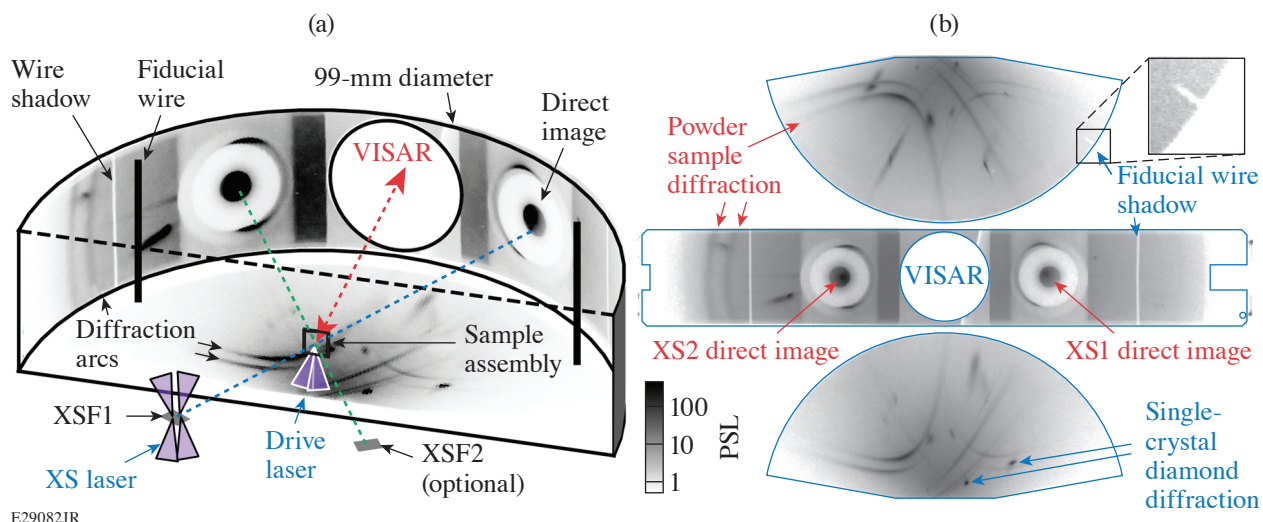 (a)
Wire
shadow
Fiducial
wire
99-mm diameter
Direct
image
VISAR
Diffraction
arcs
Sample
assembly
XSF1
XS laser
Drive
laser
XSF2
(optional)
E29082JR
(b)
Powder
sample
diffraction
Fiducial wire
shadow
VISAR
XS2 direct image
XS1 direct image
100
10
1
PSL
Single-
crystal
diamond
diffraction